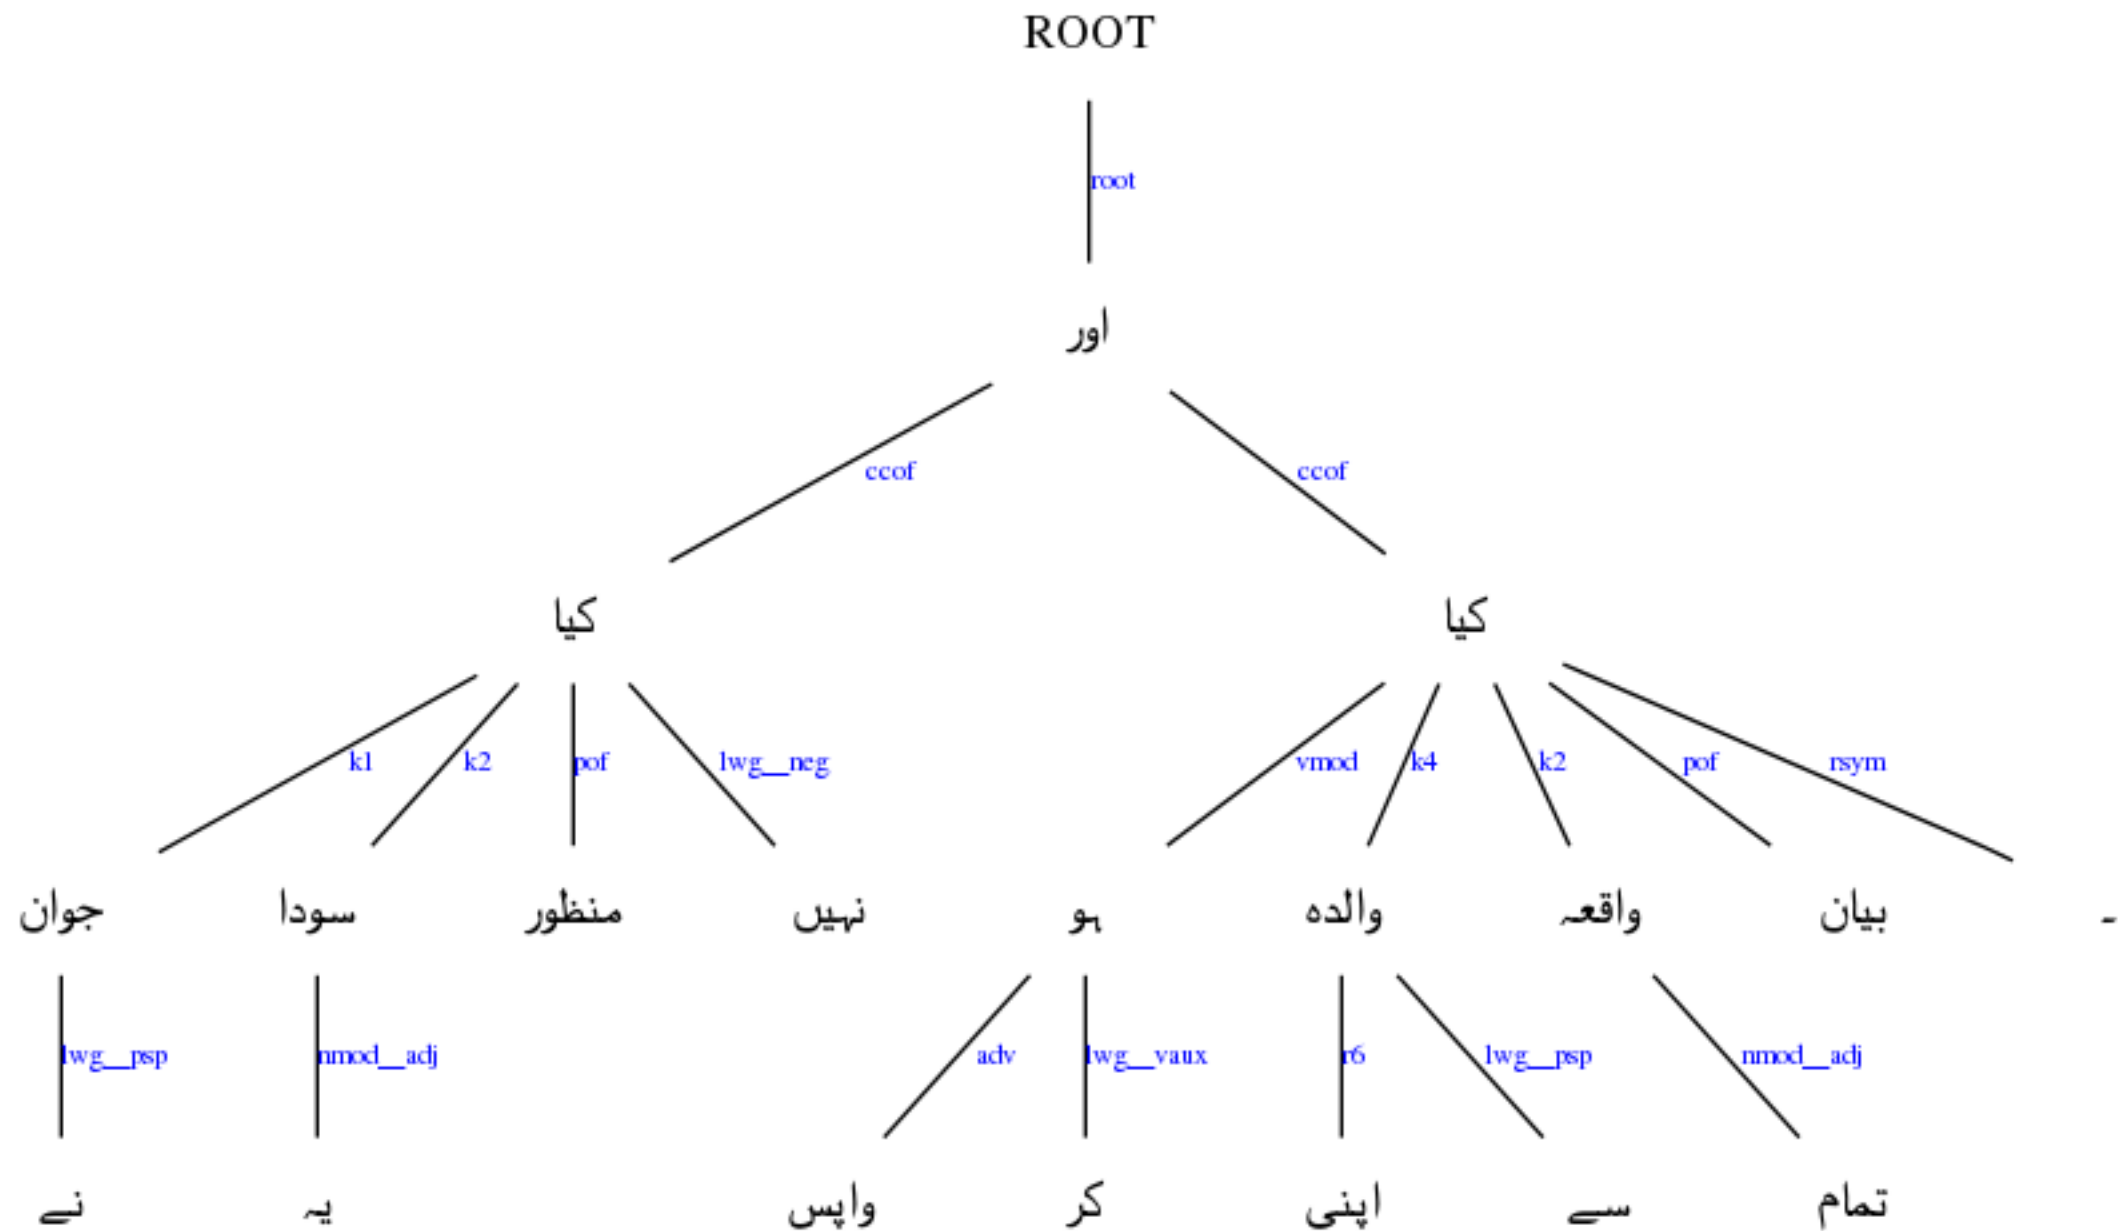 ROOT
root
اور
ccof ccof
کیا کیا
k1 k2 pof lwg__neg vmod k4 k2 pof rsym
جوان سودا منظور نہیں ہو والدہ واقعہ بیان ۔
lwg__psp nmod__adj adv lwg__vaux r6 lwg__psp nmod__adj
نے یہ واپس کر اپنی سے تمام